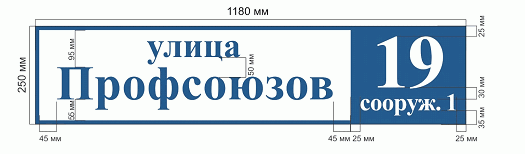 1180 мм
250 мм
95 мм
55 мм
улица
Профсоюзов
50 мм
19
сооруж. 1
25 мм
30 мм
35 мм
45 мм
45 мм
25 мм
25 мм